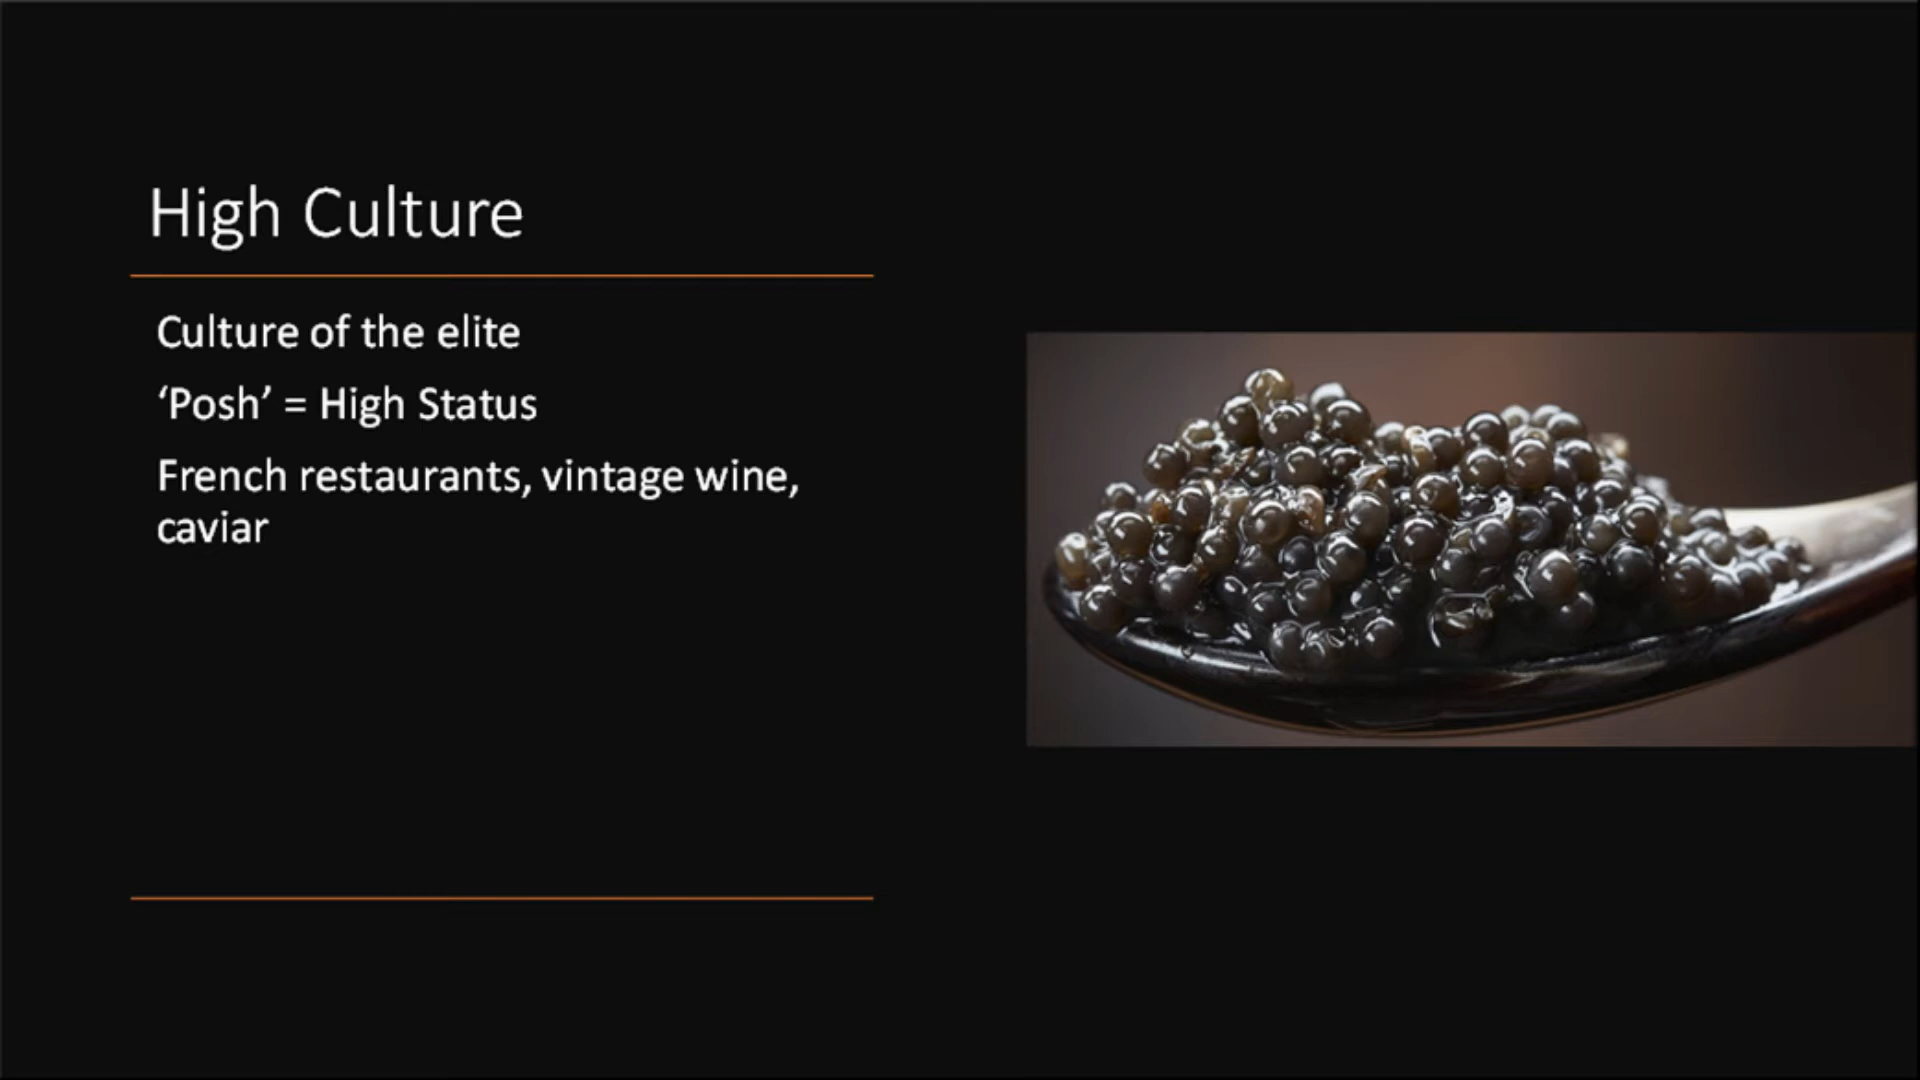 High Culture
Culture of the elite
‘Posh’ = High Status
French restaurants, vintage wine,
caviar